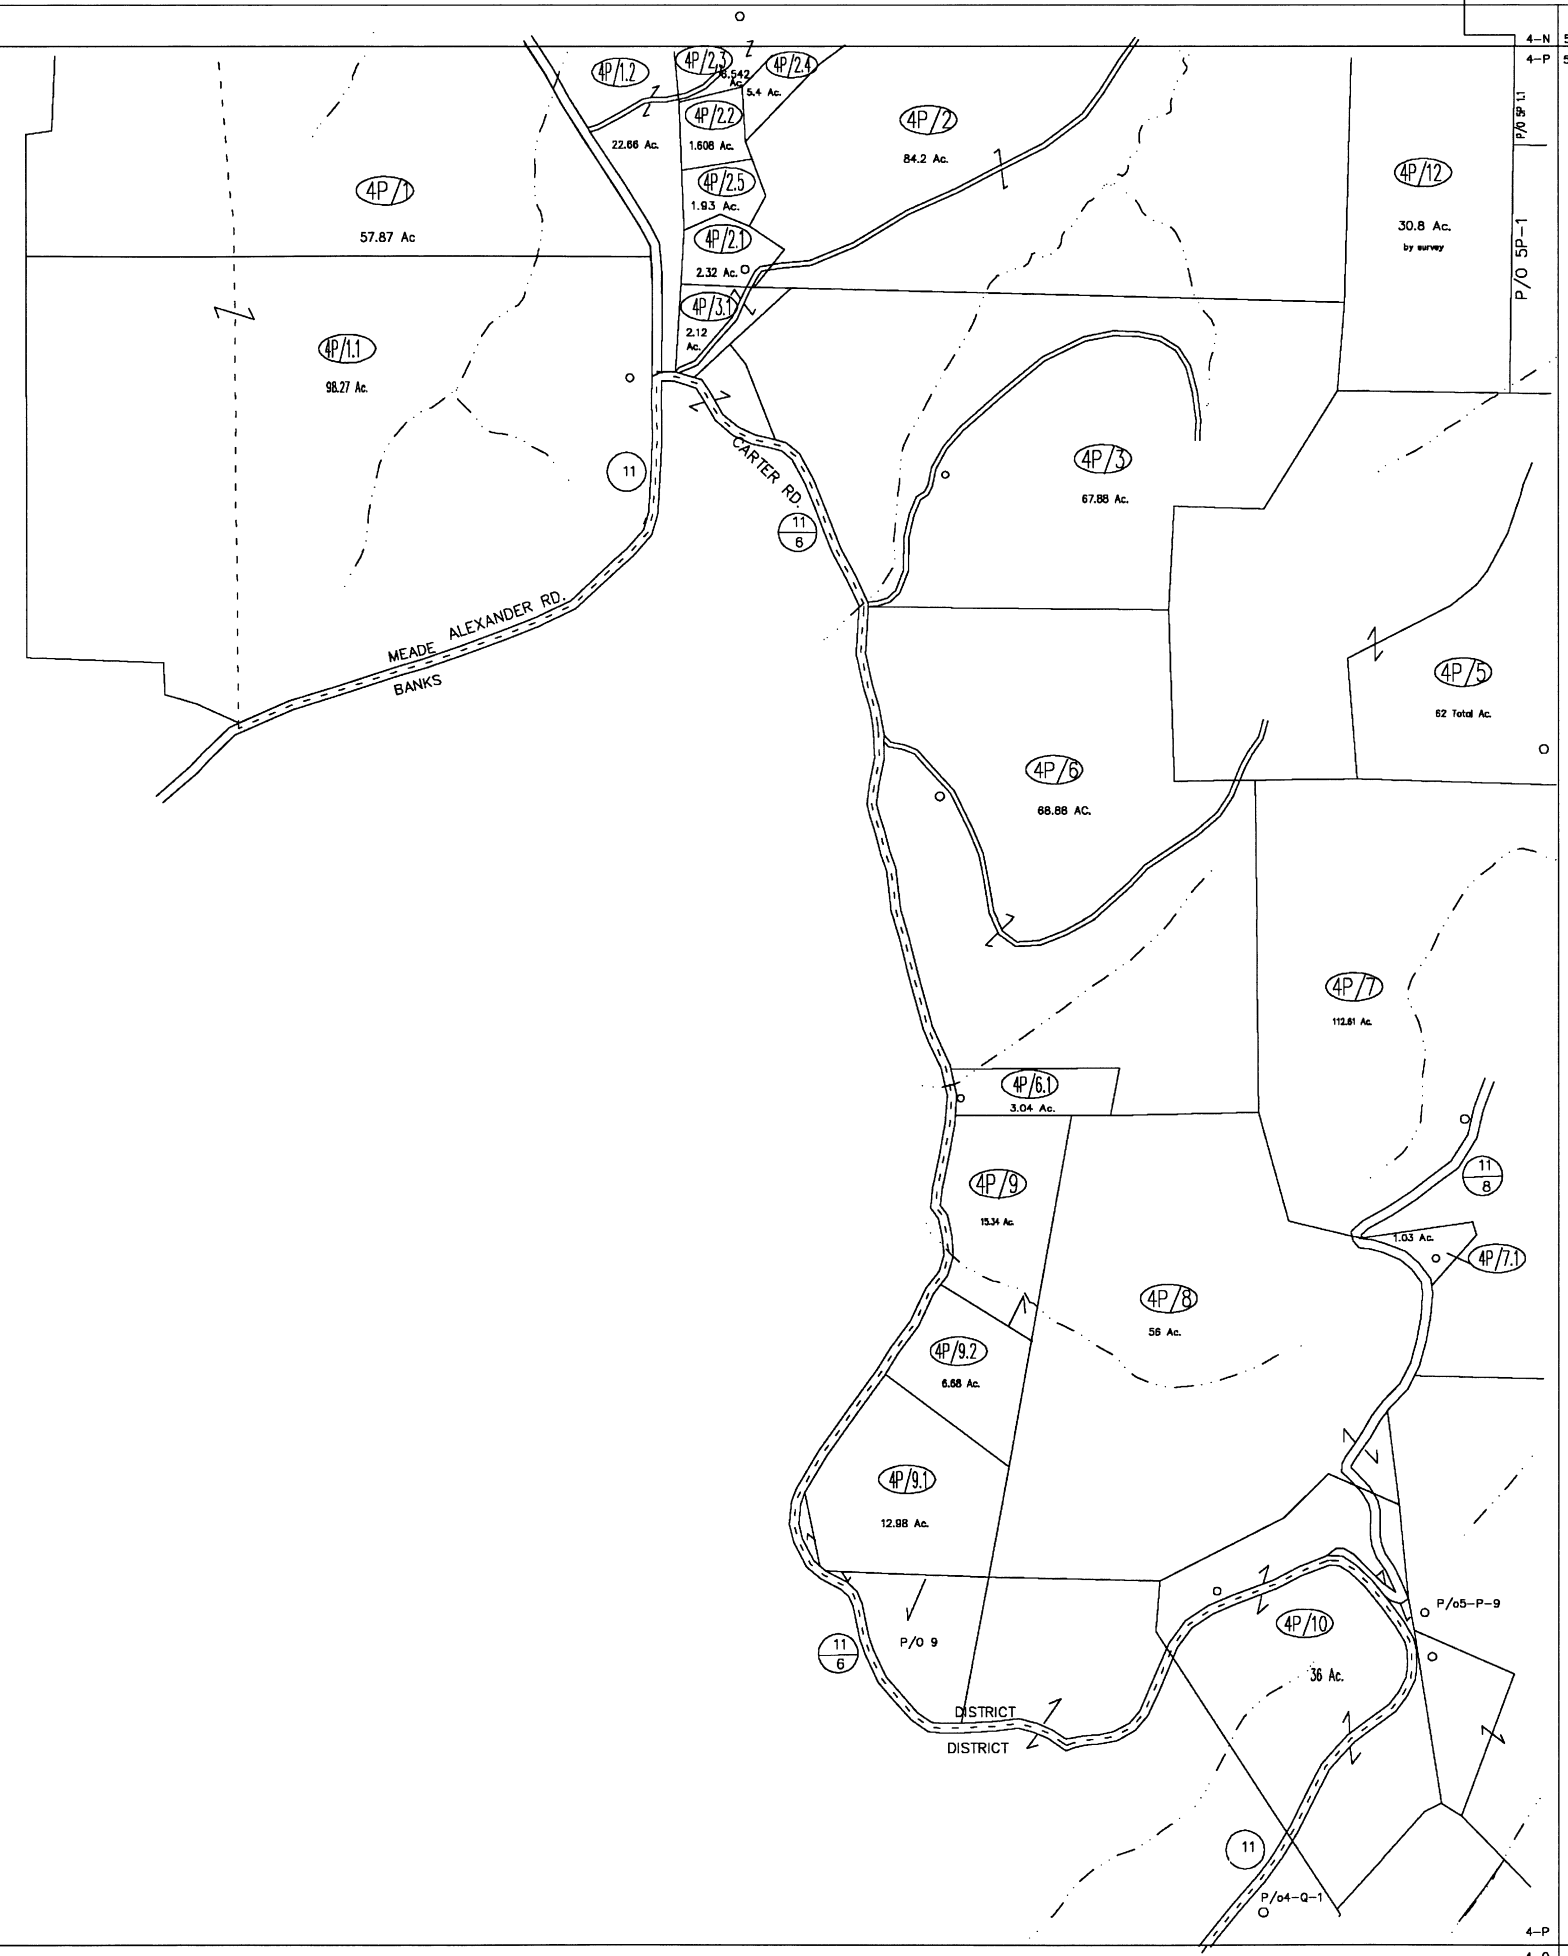 4-N 5
4-P 5
4P/1.2
4P/2.3
6.542
Ac.
4P/2.4
5.4 Ac.
22.66 Ac.
4P/2.2
1.608 Ac.
4P/2
84.2 Ac.
P/O 5P 1.1
4P/1
57.87 Ac
4P/2.5
1.93 Ac.
4P/12
30.8 Ac.
by survey
P/O 5P-1
4P/2.1
2.32 Ac.
4P/3.1
2.12
Ac.
4P/1.1
98.27 Ac.
11
CARTER RD.
11
6
4P/3
67.88 Ac.
MEADE ALEXANDER RD.
BANKS
4P/5
62 Total Ac.
4P/6
68.88 AC.
4P/7
112.61 Ac.
4P/6.1
3.04 Ac.
4P/9
15.34 Ac.
11
8
1.03 Ac.
4P/7.1
4P/8
56 Ac.
4P/9.2
6.68 Ac.
4P/9.1
12.98 Ac.
P/o5-P-9
4P/10
36 Ac.
P/O 9
11
6
DISTRICT
DISTRICT
11
P/o4-Q-1
4-P